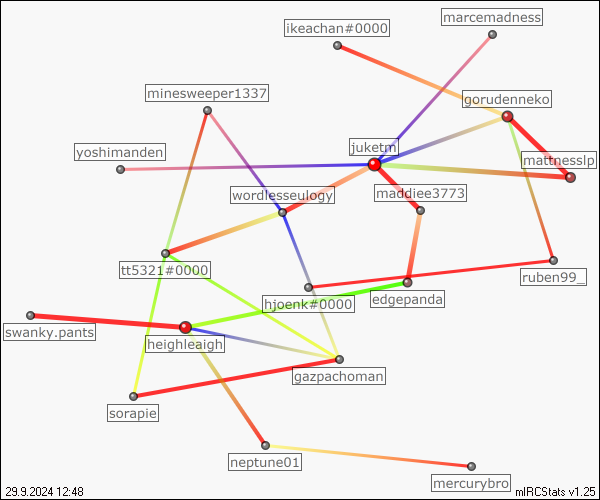 marcemadness
ikeachan#0000
gorudenneko
minesweeper1337
juketm
yoshimanden
mattnesslp
wordlesseulogy
maddiee3773
tt5321#0000
ruben99_
hjoenk#0000
edgepanda
swanky.pants
heighleaigh
gazpachoman
sorapie
neptune01
mercurybro
29.9.2024 12:48
mIRCStats v1.25